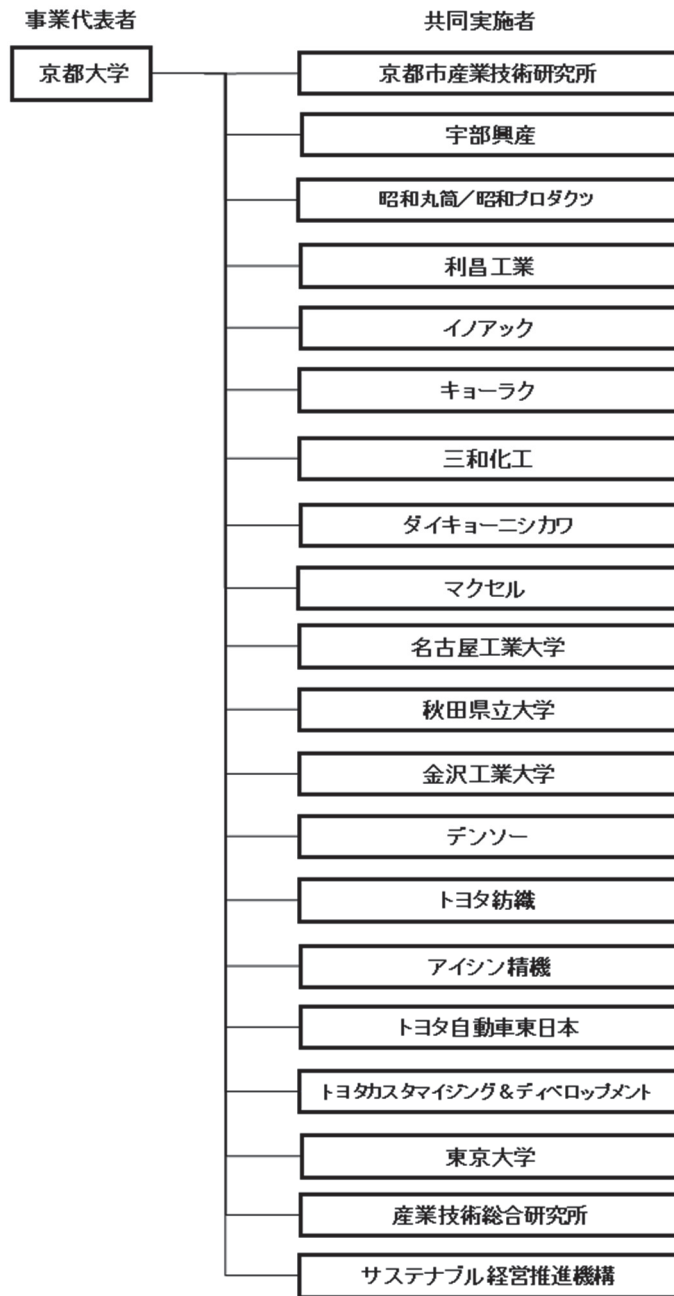 事業代表者
共同実施者
京都大学
京都市産業技術研究所
宇部興産
昭和丸筒／昭和プロダクツ
利昌工業
イノアック
キョーラク
三和化工
ダイキョーニシカワ
マクセル
名古屋工業大学
秋田県立大学
金沢工業大学
デンソー
トヨタ紡織
アイシン精機
トヨタ自動車東日本
トヨタカスタマイジング＆ディベロップメント
東京大学
産業技術総合研究所
サステナブル経営推進機構